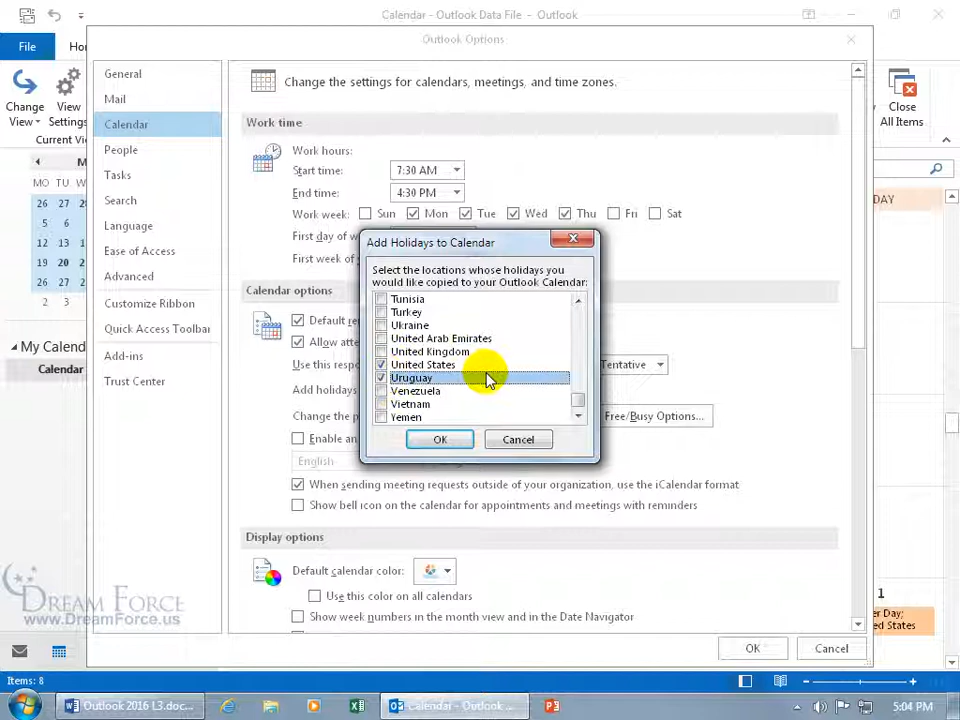 Calendar - Outlook Data File - Outlook
File
Outlook Options
Change
View
View
Settings
Current Vi
Close
All Items
General
Mail
Calendar
People
Tasks
Search
Language
Ease of Access
Advanced
Customize Ribbon
Quick Access Toolbar
Add-ins
Trust Center
MO TU
26 27
5 6
12 13
19 20
26 27
2 3
My Calend
Calendar
DAY
Change the settings for calendars, meetings, and time zones.
Work time
Work hours:
Start time: 7:30 AM
End time: 4:30 PM
Work week: Sun Mon Tue Wed Thu Fri Sat
First day of w
First week of
Calendar options
Default re
Allow atte
Use this respo
Tentative
Add holidays
Change the p
Free/Busy Options...
Enable an
English
When sending meeting requests outside of your organization, use the iCalendar format
Show bell icon on the calendar for appointments and meetings with reminders
Display options
Default calendar color:
Use this color on all calendars
Show week numbers in the month view and in the Date Navigator
OK
Cancel
Add Holidays to Calendar
Select the locations whose holidays you
would like copied to your Outlook Calendar:
Tunisia
Turkey
Ukraine
United Arab Emirates
United Kingdom
United States
Uruguay
Venezuela
Vietnam
Yemen
OK
Cancel
1
er Day;
ed States
DREAM FORCE
www.DreamForce.us
Items: 8
Outlook 2016 L3.doc...
Calendar - Outlook ...
5:04 PM